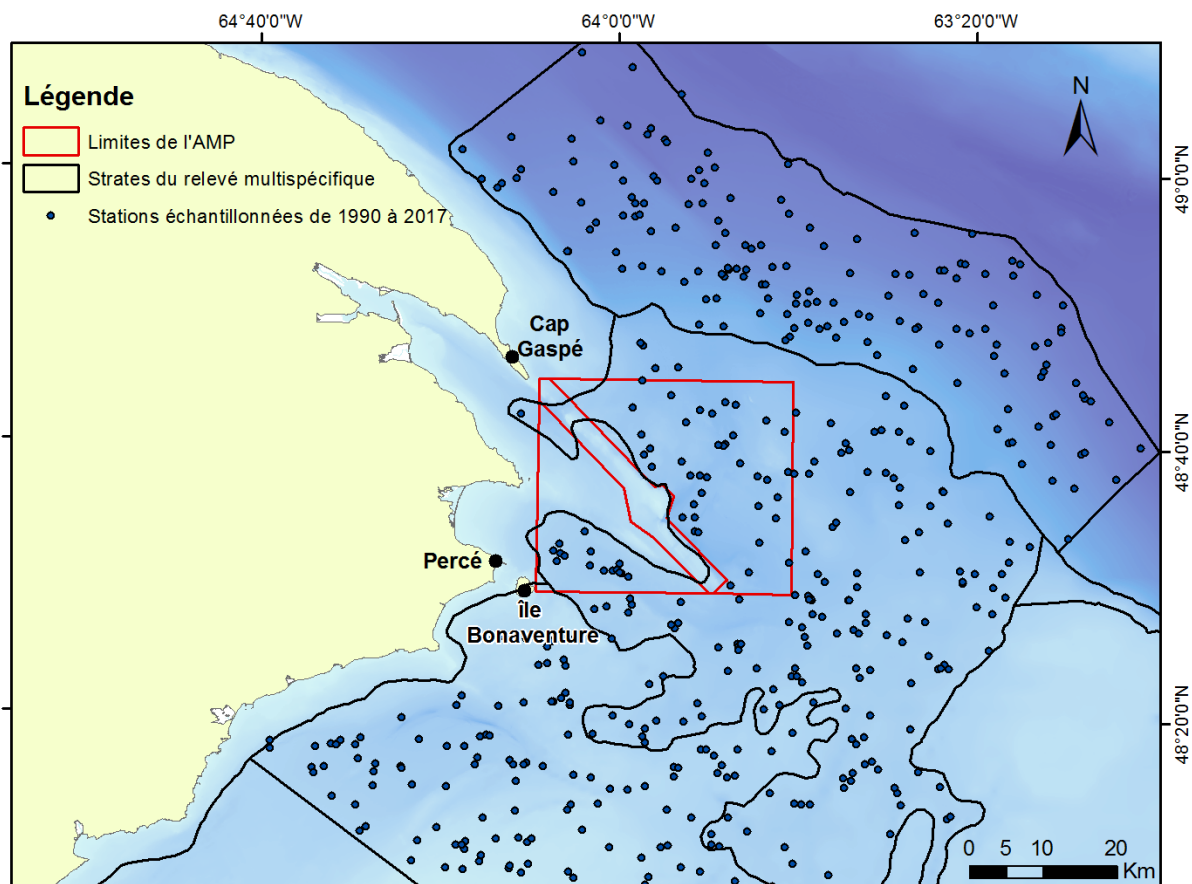 64°40'0"W
64°0'0"W
63°20'0"W
Légende
Limites de l'AMP
Strates du relevé multispécifique
Stations échantillonnées de 1990 à 2017
N
49°0'0"N
Cap
Gaspé
48°40'0"N
Percé
île
Bonaventure
48°20'0"N
0 5 10 20
Km